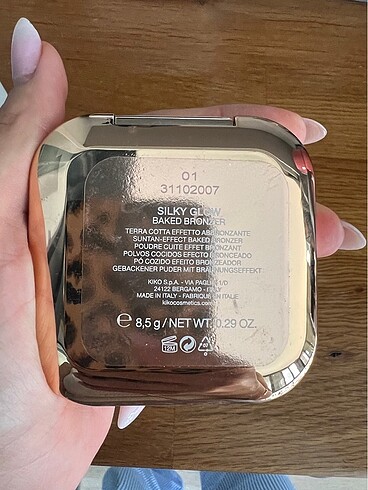 01
31102007
SILKY GLOW
BAKED BRONZER
TERRA COTTA EFFETTO ABBRONZANTE
SUNTAN-EFFECT BAKED BRONZER
POUDRE CUITE EFFET BRONZANT
POLVOS COCIDOS EFECTO BRONCEADO
PÓ COZIDO EFEITO BRONZEADOR
GEBACKENER PUDER MIT BRÄUNUNGSEFFEKT
KIKO S.p.A. - VIA PAGLIA 1/D
24122 BERGAMO - ITALY
MADE IN ITALY - FABRIQUÉ EN ITALIE
kikocosmetics.com
℮ 8,5 g / NET WT. 0.29 OZ.
12M